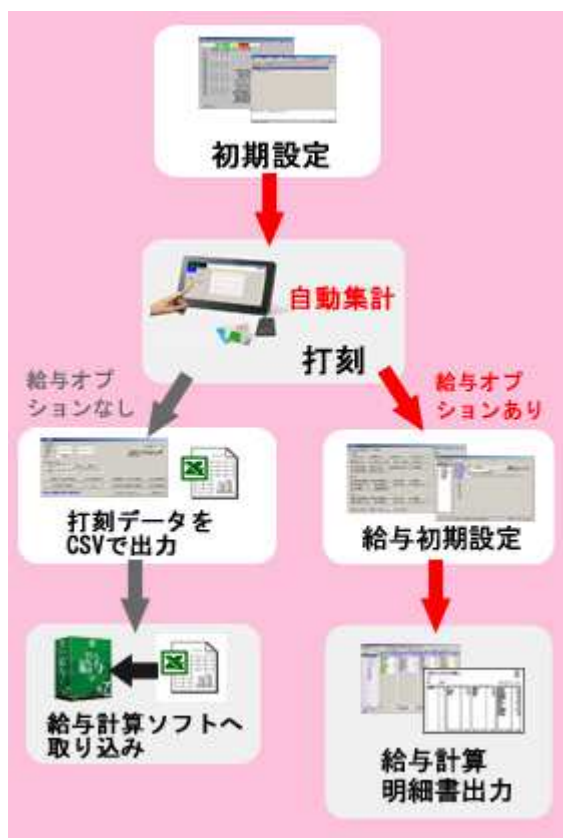 初期設定
自動集計
打刻
給与オプ
ションなし
給与オプ
ションあり
打刻データを
CSVで出力
給与初期設定
給与
給与計算ソフトへ
取り込み
給与計算
明細書出力